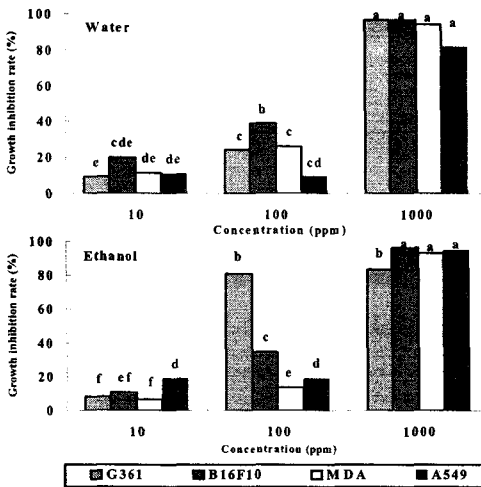 Growth inhibition rate (%)
100
80
60
40
20
0
Water
e cde de de
c b c cd
a a a a
10 100 1000
Concentration (ppm)
Growth inhibition rate (%)
100
80
60
40
20
0
Ethanol
f ef f d
b c e d
b a a a
10 100 1000
Concentration (ppm)
G361 B16F10 MDA A549